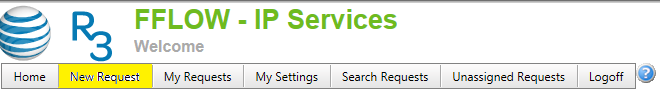 R3
FFLOW - IP Services
Welcome
Home New Request My Requests My Settings Search Requests Unassigned Requests Logoff ?